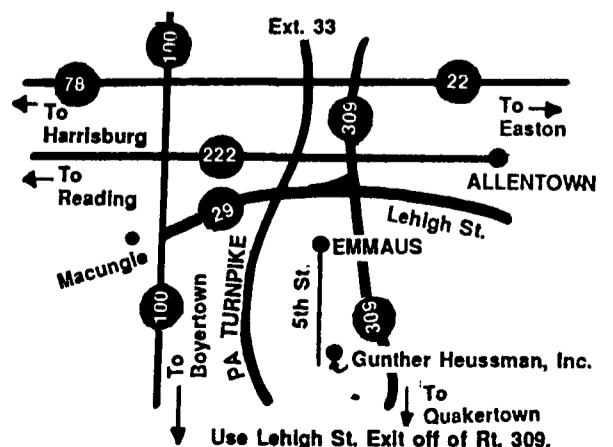 Ext. 33
100
78
22
To
Harrisburg
309
To
Easton
222
To
Reading
ALLENTOWN
29
Lehigh St.
Macungie
EMMAUS
PA TURNPIKE
5th St.
100
To
Boyertown
309
Gunther Heussman, Inc.
To
Quakertown
Use Lehigh St. Exit off of Rt. 309.